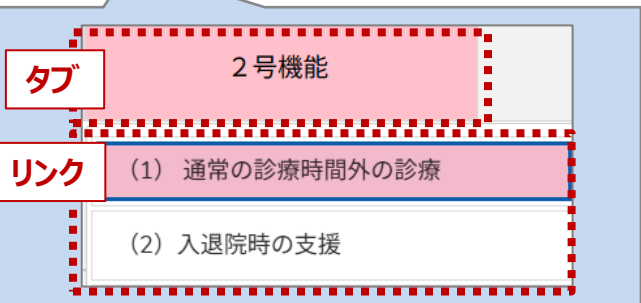 タブ
２号機能
リンク
（1） 通常の診療時間外の診療
（2）入退院時の支援